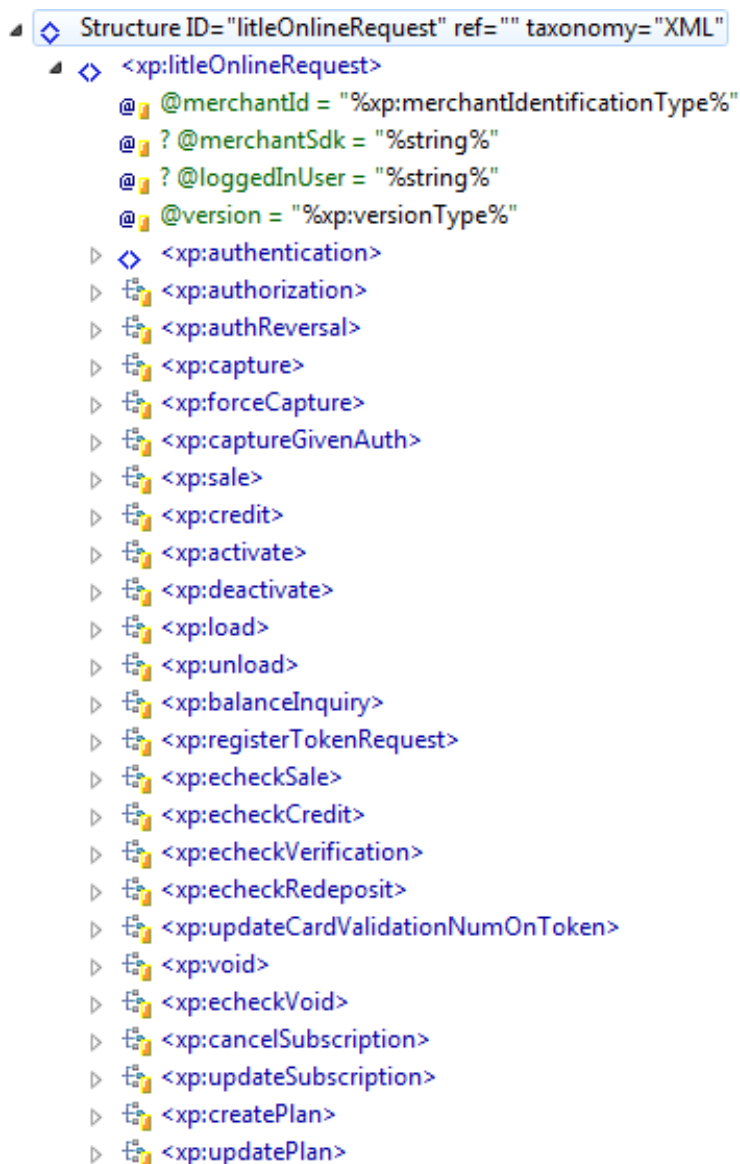 Structure ID="litleOnlineRequest" ref="" taxonomy="XML"
<xp:litleOnlineRequest>
@merchantId = "%xp:merchantIdentificationType%"
? @merchantSdk = "%string%"
? @loggedInUser = "%string%"
@version = "%xp:versionType%"
<xp:authentication>
<xp:authorization>
<xp:authReversal>
<xp:capture>
<xp:forceCapture>
<xp:captureGivenAuth>
<xp:sale>
<xp:credit>
<xp:activate>
<xp:deactivate>
<xp:load>
<xp:unload>
<xp:balanceInquiry>
<xp:registerTokenRequest>
<xp:echeckSale>
<xp:echeckCredit>
<xp:echeckVerification>
<xp:echeckRedeposit>
<xp:updateCardValidationNumOnToken>
<xp:void>
<xp:echeckVoid>
<xp:cancelSubscription>
<xp:updateSubscription>
<xp:createPlan>
<xp:updatePlan>